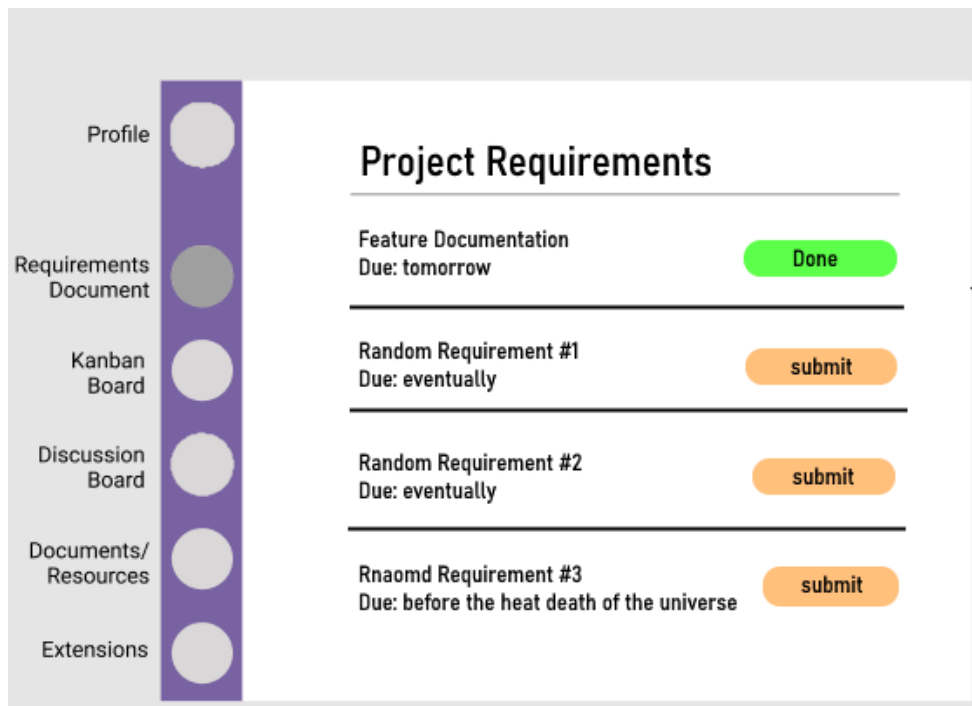 Profile
Requirements
Document
Kanban
Board
Discussion
Board
Documents/
Resources
Extensions
Project Requirements
Feature Documentation
Due: tomorrow
Done
Random Requirement #1
Due: eventually
submit
Random Requirement #2
Due: eventually
submit
Rnaomd Requirement #3
Due: before the heat death of the universe
submit